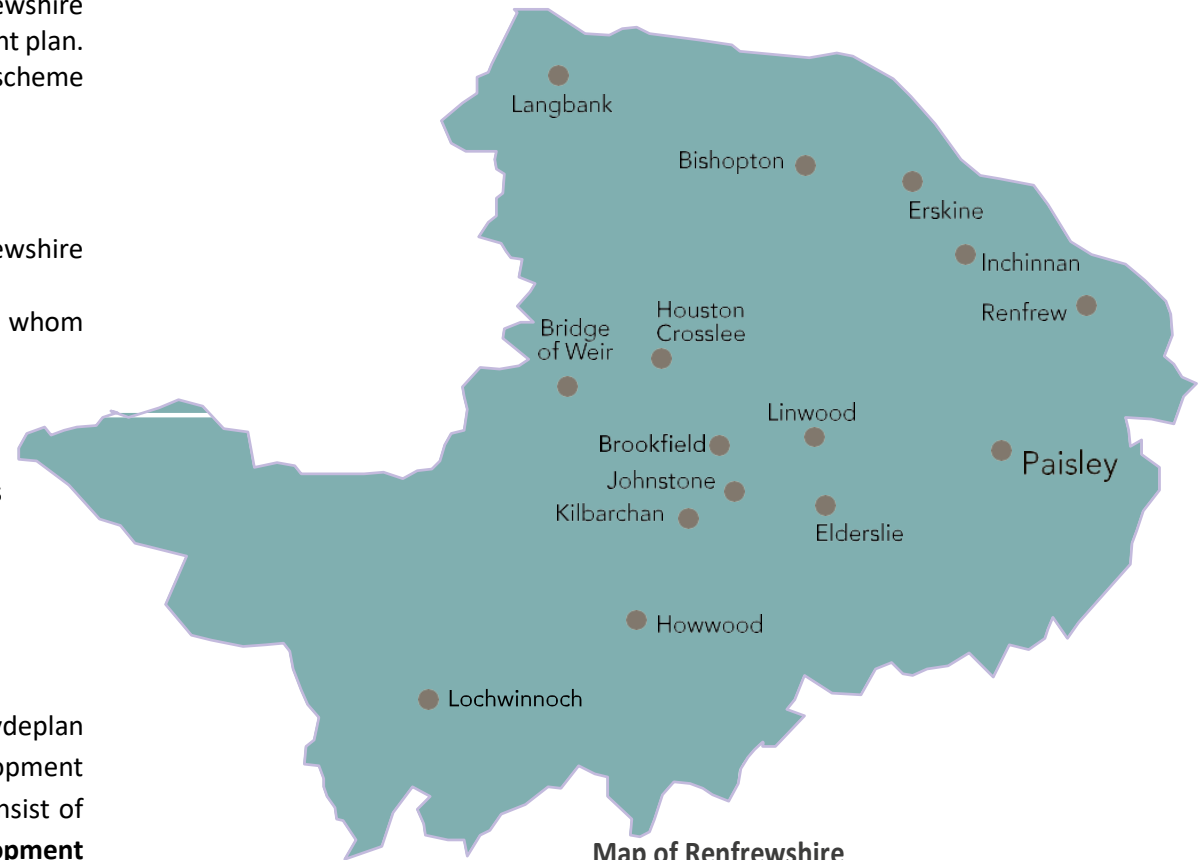 ewshire
nt plan.
scheme
ewshire
whom
s
ydeplan
opment
nsist of
opment
Langbank
Bishopton
Erskine
Inchinnan
Renfrew
Houston
Crosslee
Bridge
of Weir
Linwood
Brookfield
Paisley
Johnstone
Kilbarchan
Elderslie
Howwood
Lochwinnoch
Map of Renfrewshire